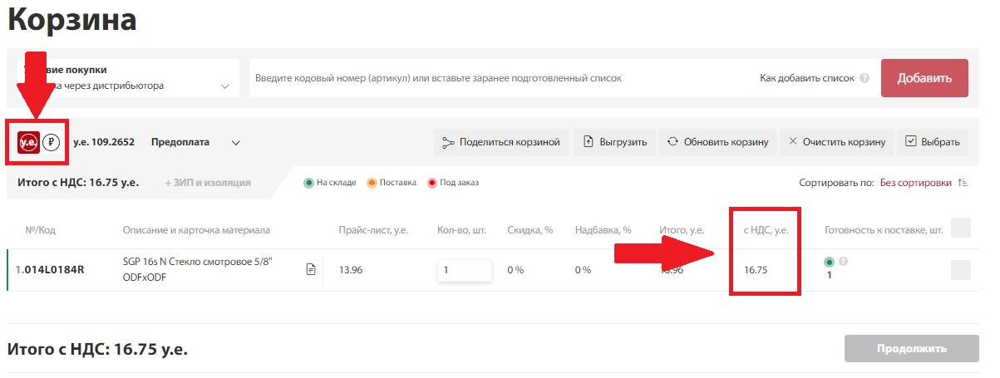 Корзина
вие покупки
ка через дистрибьютора
Введите кодовый номер (артикул) или вставьте заранее подготовленный список
Как добавить список ?
Добавить
у.е. ₽ у.е. 109.2652 Предоплата
Поделиться корзиной
Выгрузить
Обновить корзину
Очистить корзину
Выбрать
Итого с НДС: 16.75 у.е. + ЗИП и изоляция
На складе Поставка Под заказ
Сортировать по: Без сортировки
№/Код Описание и карточка материала Прайс-лист, у.е. Кол-во, шт. Скидка, % Надбавка, % Итого, у.е. с НДС, у.е. Готовность к поставке, шт.
1.014L0184R
SGP 16s N Стекло смотровое 5/8"
ODFxODF
13.96 1 0 % 0 % 13.96 16.75
?
1
Итого с НДС: 16.75 у.е.
Продолжить